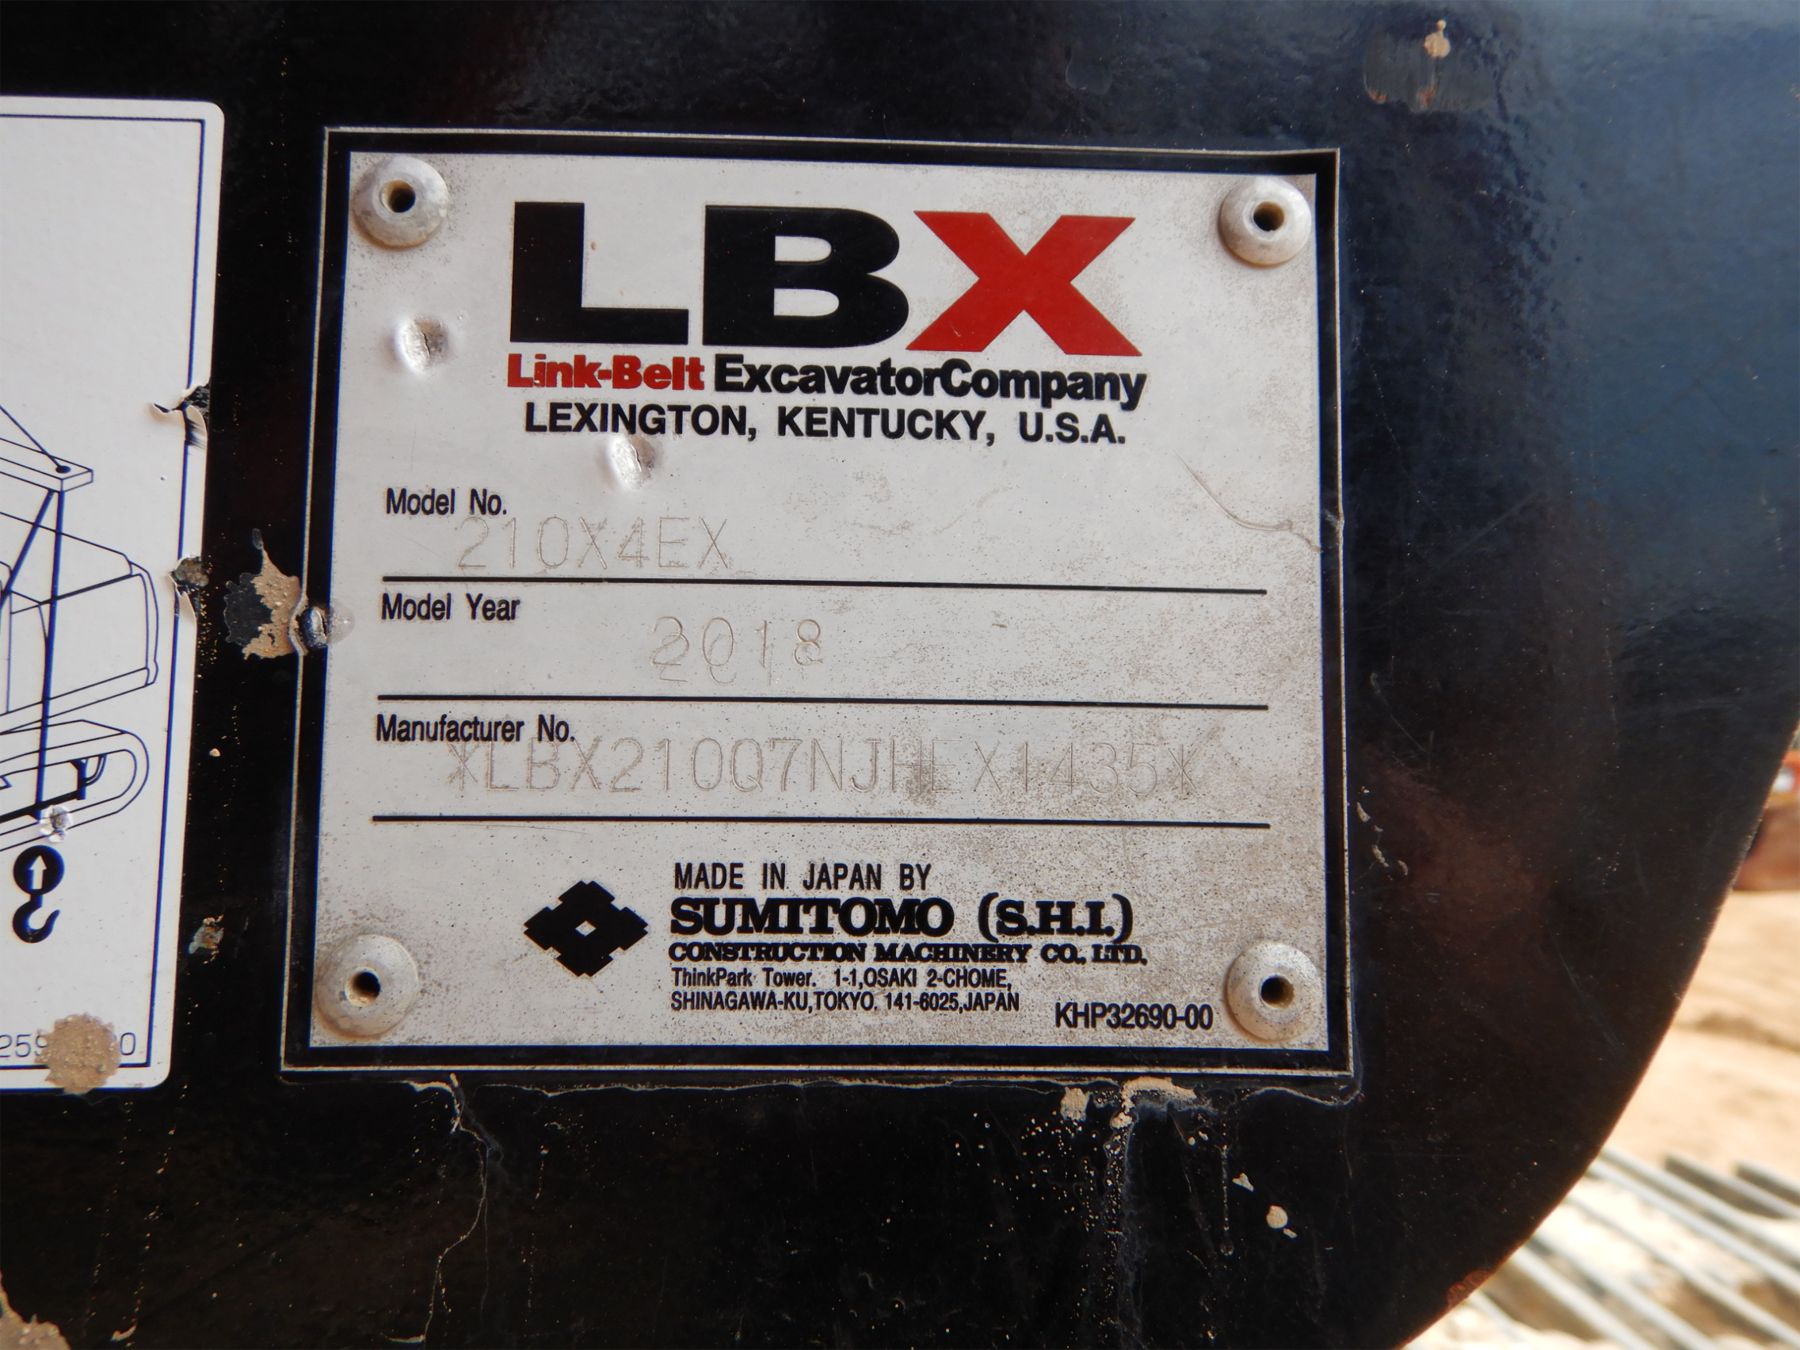 LBX
Link-Belt ExcavatorCompany
LEXINGTON, KENTUCKY, U.S.A.
Model No.
210X4EX
Model Year
2018
Manufacturer No.
*LBX210Q7NJHEX1435*
MADE IN JAPAN BY
SUMITOMO (S.H.I.)
CONSTRUCTION MACHINERY CO., LTD.
ThinkPark Tower. 1-1,OSAKI 2-CHOME,
SHINAGAWA-KU,TOKYO. 141-6025,JAPAN
KHP32690-00